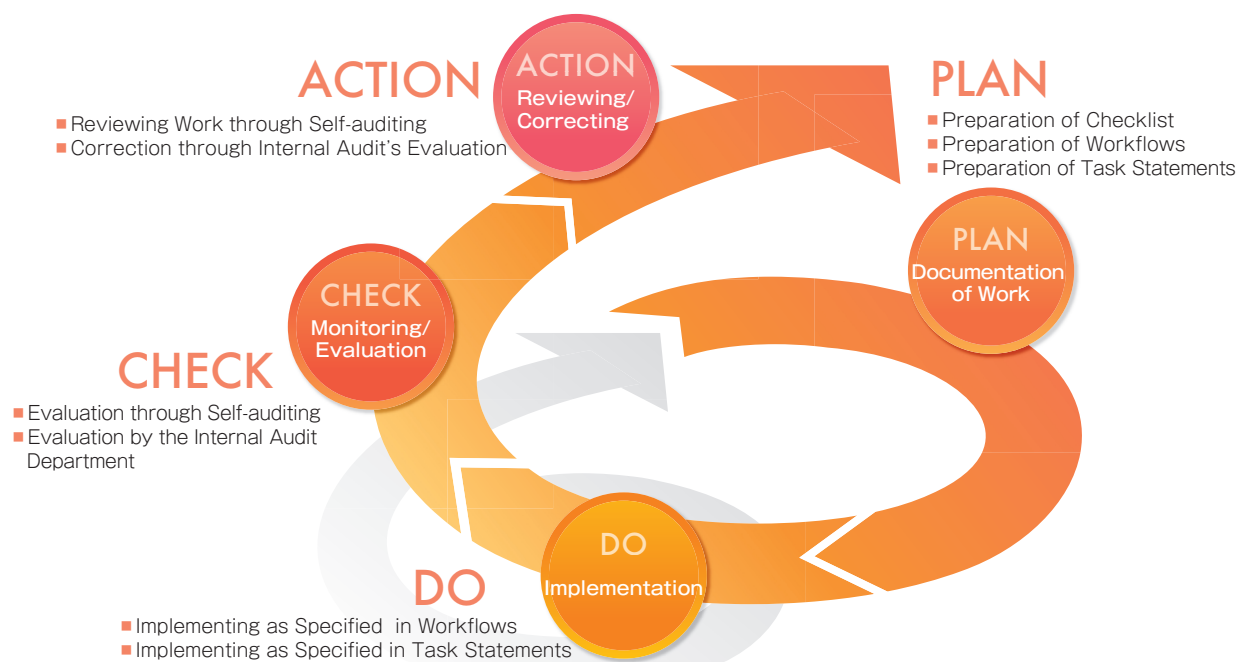 ACTION
■ Reviewing Work through Self-auditing
■ Correction through Internal Audit's Evaluation
ACTION
Reviewing/
Correcting
PLAN
■ Preparation of Checklist
■ Preparation of Workflows
■ Preparation of Task Statements
PLAN
Documentation
of Work
CHECK
Monitoring/
Evaluation
CHECK
■ Evaluation through Self-auditing
■ Evaluation by the Internal Audit
Department
DO
Implementation
DO
■ Implementing as Specified in Workflows
■ Implementing as Specified in Task Statements